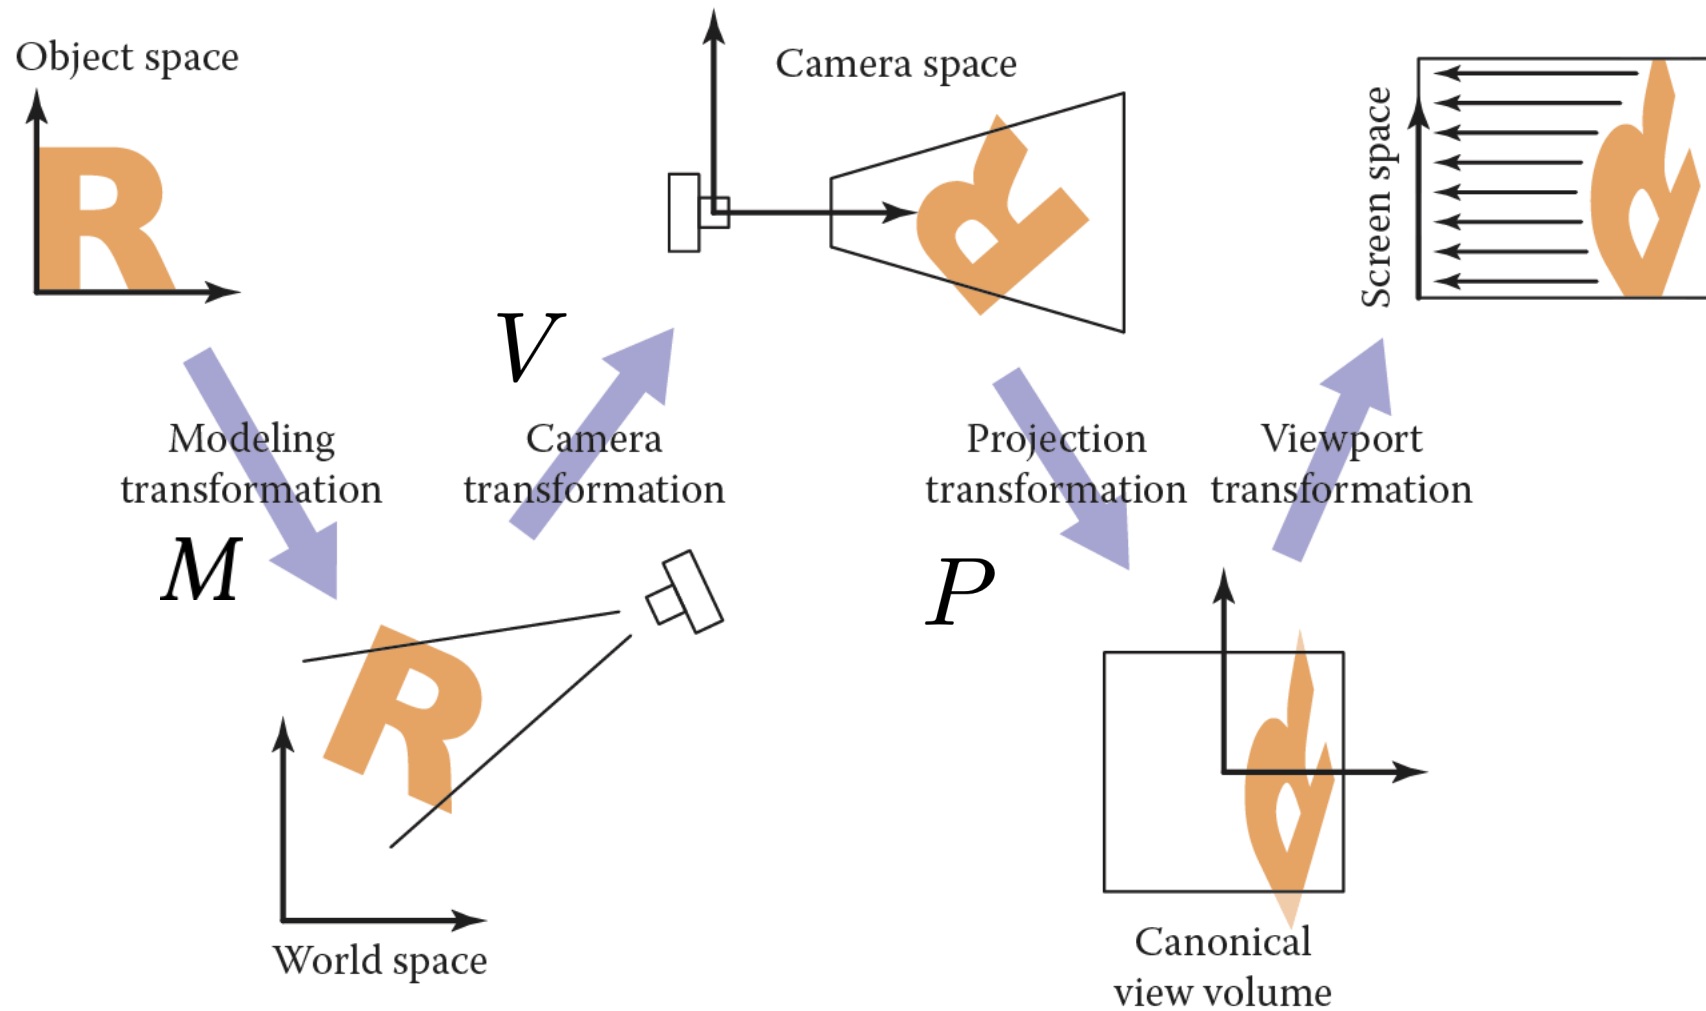 Object space
Camera space
Screen space
V
Modeling
transformation
Camera
transformation
Projection
transformation
Viewport
transformation
M
P
World space
Canonical
view volume
R
R
R